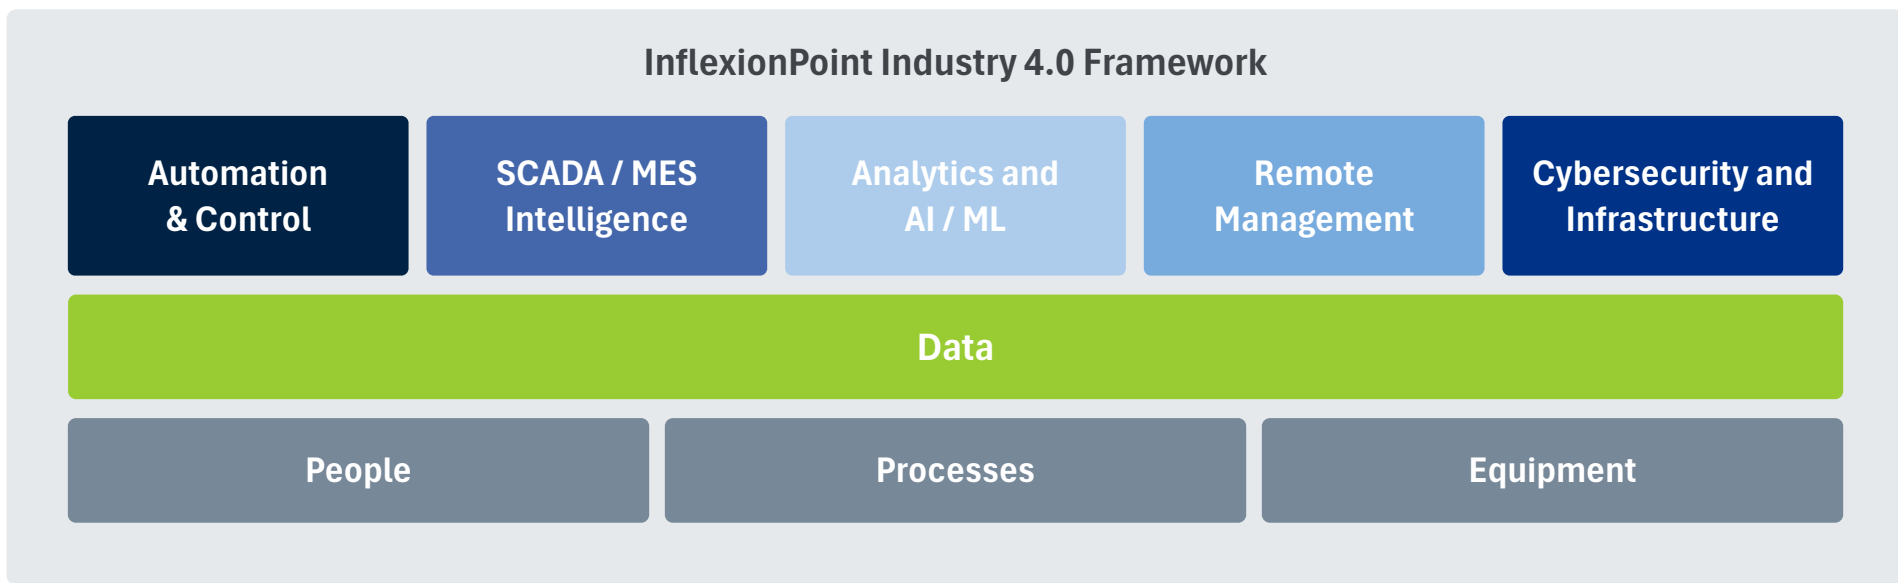 InflexionPoint Industry 4.0 Framework
Automation
& Control
SCADA / MES
Intelligence
Analytics and
AI / ML
Remote
Management
Cybersecurity and
Infrastructure
Data
People
Processes
Equipment